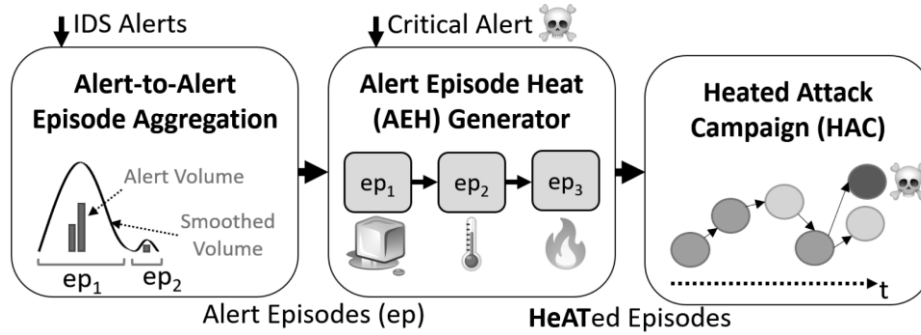 IDS Alerts
Critical Alert
Alert-to-Alert
Episode Aggregation
Alert Volume
Smoothed
Volume
ep1
ep2
Alert Episode Heat
(AEH) Generator
ep1
ep2
ep3
Heated Attack
Campaign (HAC)
t
Alert Episodes (ep)
HeATed Episodes